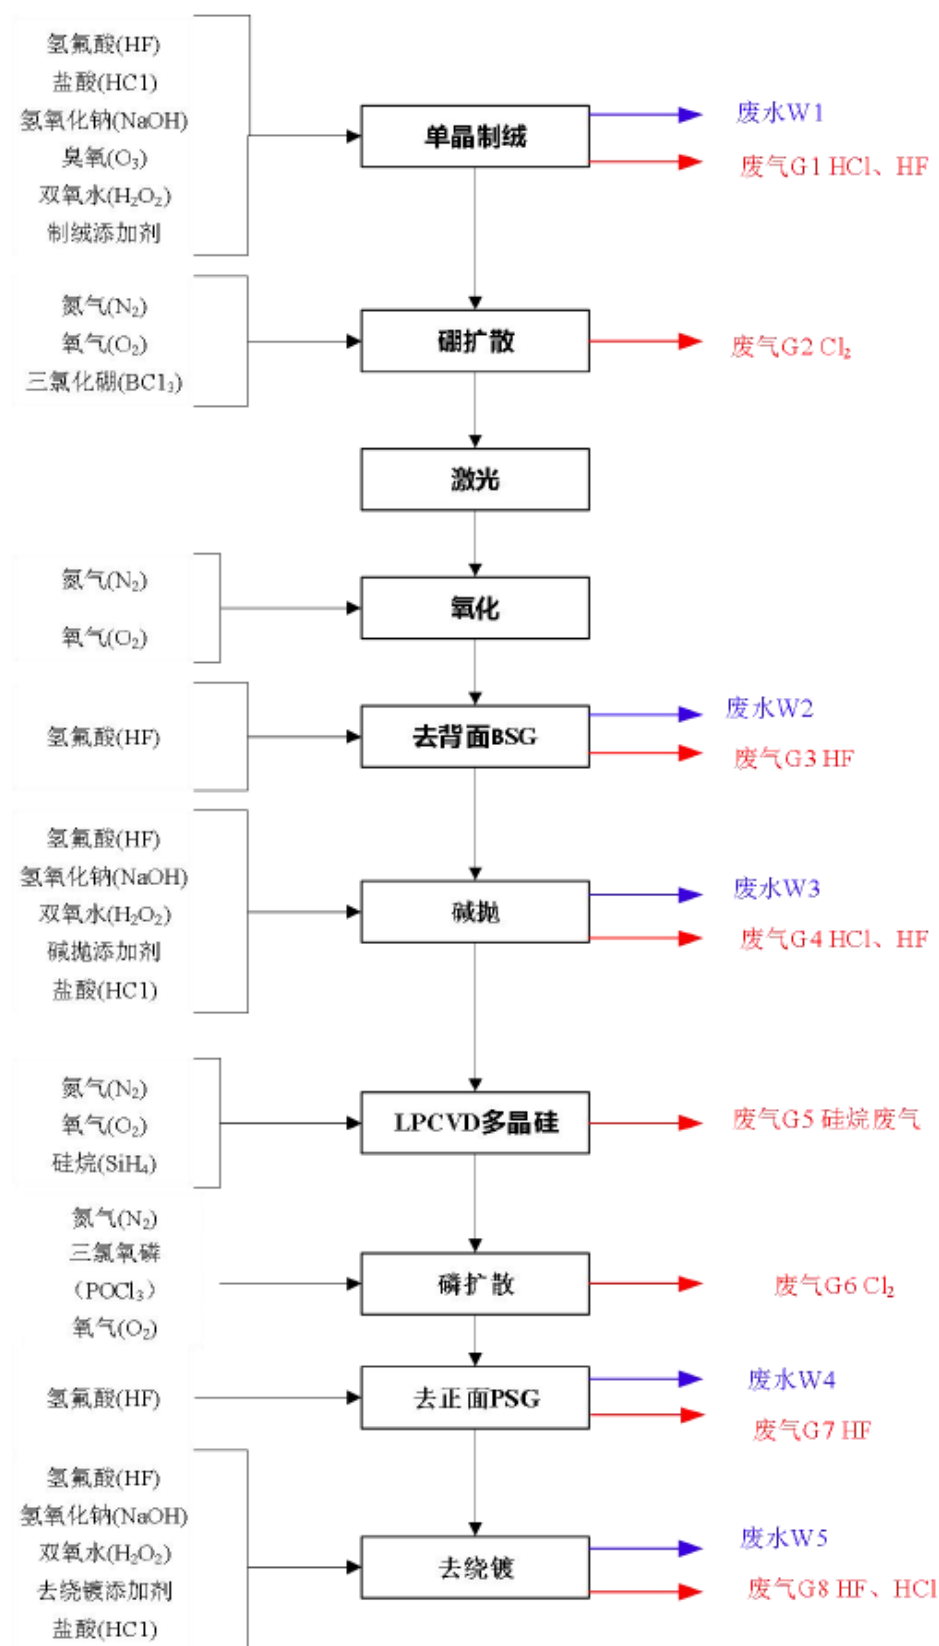 氢氟酸(HF)
盐酸(HCl)
氢氧化钠(NaOH)
臭氧(O₃)
双氧水(H₂O₂)
制绒添加剂
单晶制绒
废水W1
废气G1 HCl、HF
氮气(N₂)
氧气(O₂)
三氯化硼(BCl₃)
硼扩散
废气G2 Cl₂
激光
氮气(N₂)
氧气(O₂)
氧化
氢氟酸(HF)
去背面BSG
废水W2
废气G3 HF
氢氟酸(HF)
氢氧化钠(NaOH)
双氧水(H₂O₂)
碱抛添加剂
盐酸(HCl)
碱抛
废水W3
废气G4 HCl、HF
氮气(N₂)
氧气(O₂)
硅烷(SiH₄)
LPCVD多晶硅
废气G5 硅烷废气
氮气(N₂)
三氯氧磷
（POCl₃）
氧气(O₂)
磷扩散
废气G6 Cl₂
氢氟酸(HF)
去正面PSG
废水W4
废气G7 HF
氢氟酸(HF)
氢氧化钠(NaOH)
双氧水(H₂O₂)
去绕镀添加剂
盐酸(HCl)
去绕镀
废水W5
废气G8 HF、HCl